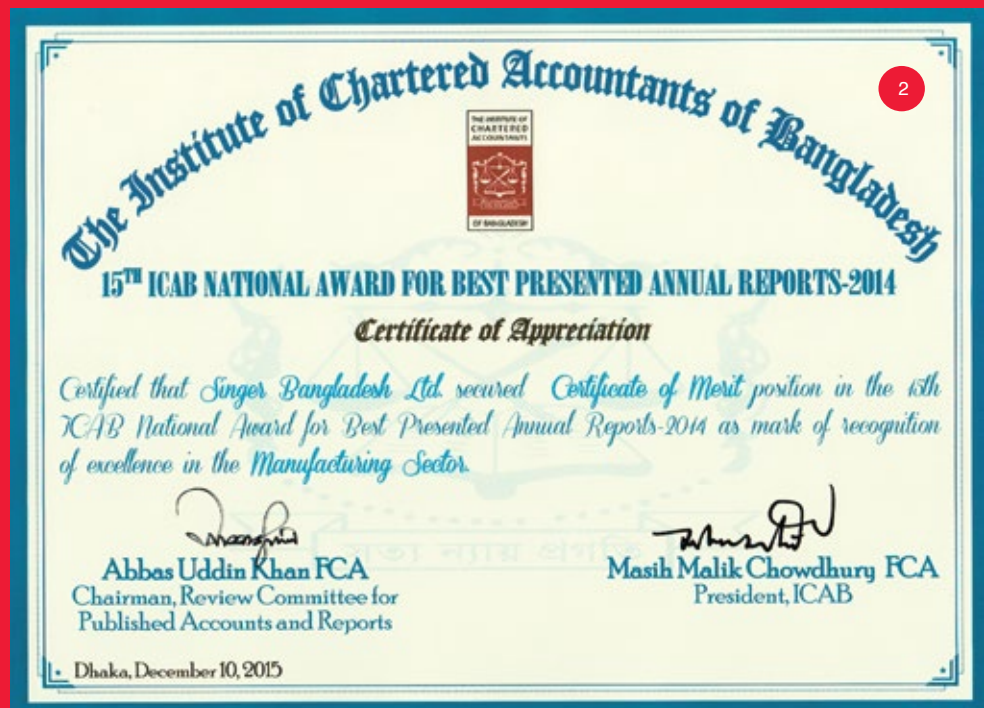 The Institute of Chartered Accountants of Bangladesh
2
THE INSTITUTE OF
CHARTERED
ACCOUNTANTS
OF BANGLADESH
15TH ICAB NATIONAL AWARD FOR BEST PRESENTED ANNUAL REPORTS-2014
Certificate of Appreciation
Certified that Singer Bangladesh Ltd. secured Certificate of Merit position in the 15th
ICAB National Award for Best Presented Annual Reports-2014 as mark of recognition
of excellence in the Manufacturing Sector.
সততা ন্যায় প্রগতি
Abbas Uddin Khan FCA
Chairman, Review Committee for
Published Accounts and Reports
Masih Malik Chowdhury FCA
President, ICAB
Dhaka, December 10, 2015